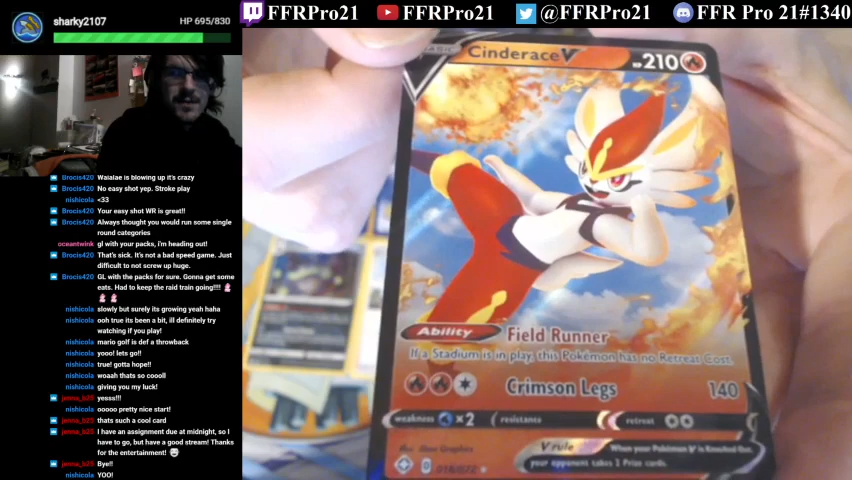 sharky2107
HP 695/830
FFRPro21
FFRPro21
@FFRPro21
FFR Pro 21#1340
Brocis420 Waialae is blowing up it's crazy
Brocis420 No easy shot yep. Stroke play
nishicola <33
Brocis420 Your easy shot WR is great!!
Brocis420 Always thought you would run some single
round categories
oceantwink gl with your packs, i'm heading out!
Brocis420 That's sick. It's not a bad speed game. Just
difficult to not screw up huge.
Brocis420 GL with the packs for sure. Gonna get some
eats. Had to keep the raid train going!!!!
nishicola slowly but surely its growing yeah haha
nishicola ooh true its been a bit, ill definitely try
watching if you play!
nishicola mario golf is def a throwback
nishicola yooo! lets go!!
nishicola true! gotta hope!!
nishicola woaah thats so coool!
nishicola giving you my luck!
jenna_b25 yesss!!!
nishicola ooooo pretty nice start!
jenna_b25 thats such a cool card
jenna_b25 I have an assignment due at midnight, so I
have to go, but have a good stream! Thanks
for the entertainment!
jenna_b25 Bye!!
nishicola YOO!
BASIC
Cinderace V
HP 210
Ability Field Runner
If a Stadium is in play, this Pokémon has no Retreat Cost.
Crimson Legs 140
weakness ×2 resistance retreat
V rule When your Pokémon V is Knocked Out,
your opponent takes 2 Prize cards.
018/072